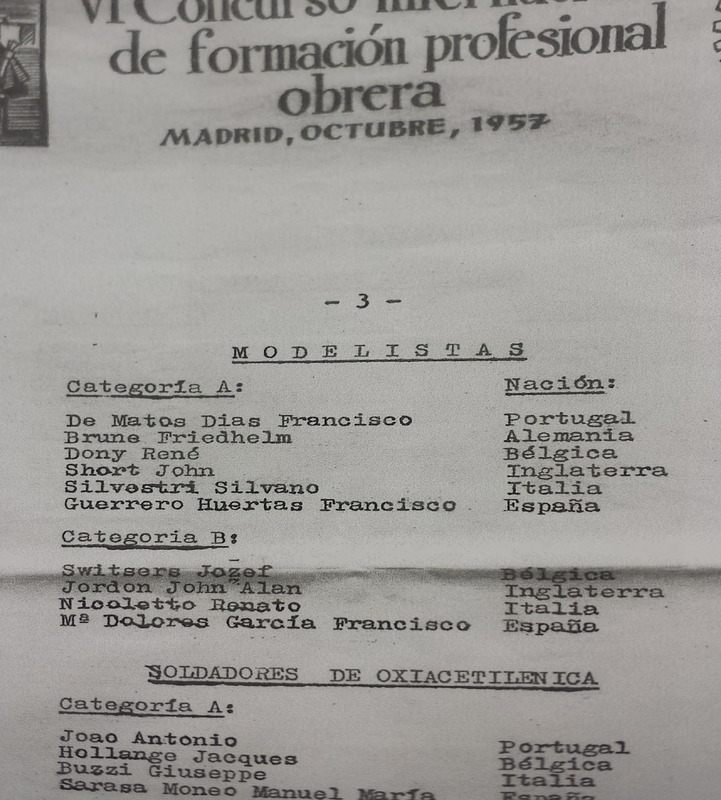 VI Concurso
de formación profesional
obrera
MADRID, OCTUBRE, 1957
- 3 -
MODELISTAS
Categoría A: Nación:
De Matos Dias Francisco Portugal
Brune Friedhelm Alemania
Dony René Bélgica
Short John Inglaterra
Silvestri Silvano Italia
Guerrero Huertas Francisco España
Categoria B:
Switsers Jozef Bélgica
Jordon John Alan Inglaterra
Nicoletto Renato Italia
Mª Dolores García Francisco España
SOLDADORES DE OXIACETILENICA
Categoría A:
Joao Antonio Portugal
Hollange Jacques Bélgica
Buzzi Giuseppe Italia
Sarasa Moneo Manuel María España